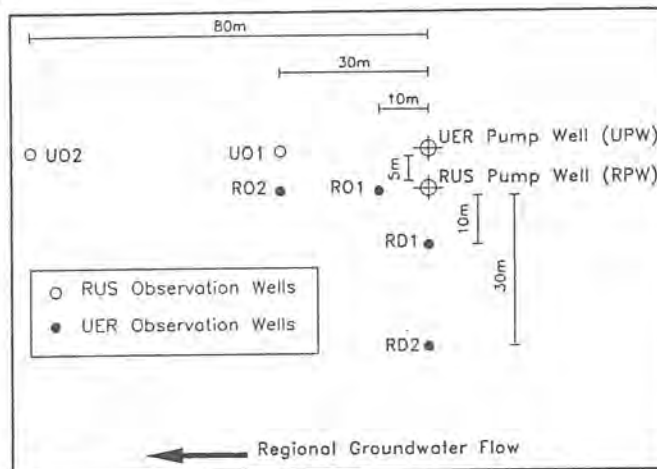 80m
30m
10m
UO2
UO1
UER Pump Well (UPW)
5m
RO2
RO1
RUS Pump Well (RPW)
10m
RD1
30m
RUS Observation Wells
UER Observation Wells
RD2
Regional Groundwater Flow